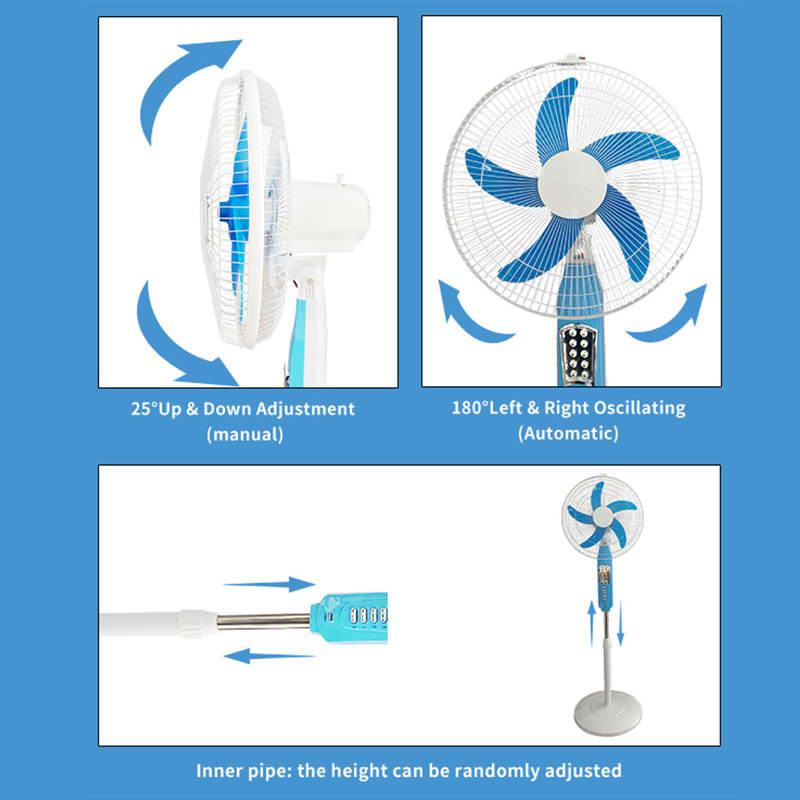 25°Up & Down Adjustment
(manual)
180°Left & Right Oscillating
(Automatic)
Inner pipe: the height can be randomly adjusted